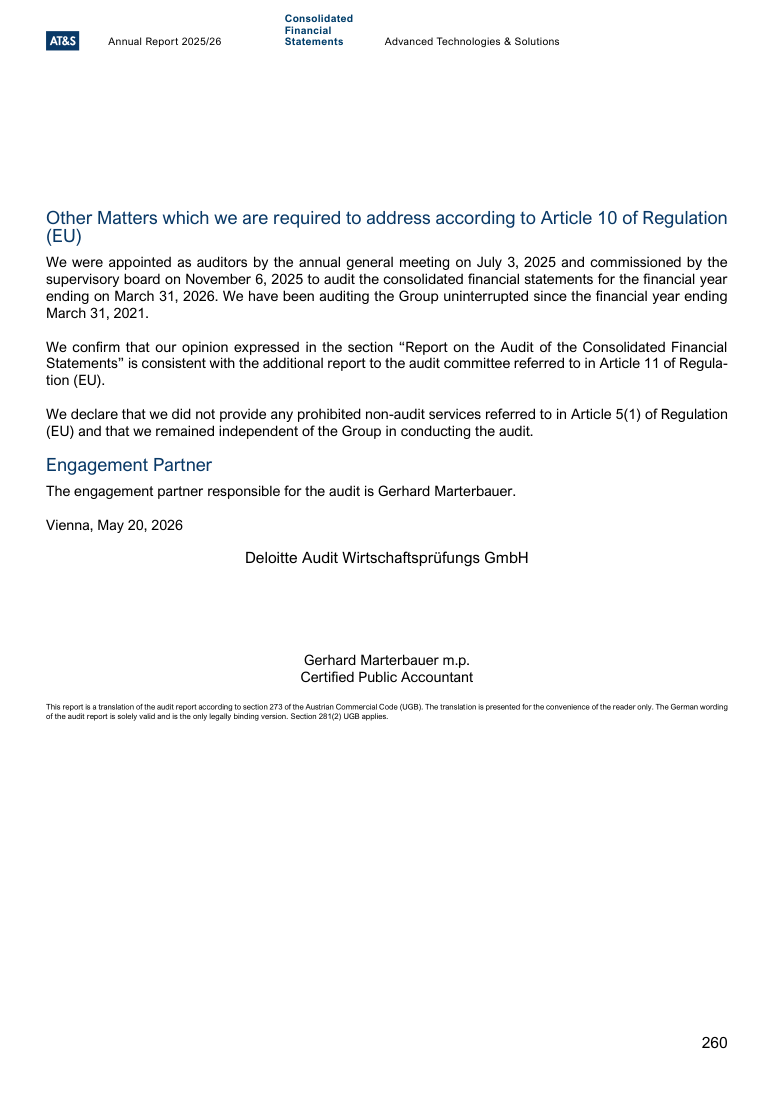 Consolidated
Financial
Statements
AT&S
Annual Report 2025/26
Advanced Technologies & Solutions
Other Matters which we are required to address according to Article 10 of Regulation
(EU)
We were appointed as auditors by the annual general meeting on July 3, 2025 and commissioned by the
supervisory board on November 6, 2025 to audit the consolidated financial statements for the financial year
ending on March 31, 2026. We have been auditing the Group uninterrupted since the financial year ending
March 31, 2021.
We confirm that our opinion expressed in the section “Report on the Audit of the Consolidated Financial
Statements” is consistent with the additional report to the audit committee referred to in Article 11 of Regula-
tion (EU).
We declare that we did not provide any prohibited non-audit services referred to in Article 5(1) of Regulation
(EU) and that we remained independent of the Group in conducting the audit.
Engagement Partner
The engagement partner responsible for the audit is Gerhard Marterbauer.
Vienna, May 20, 2026
Deloitte Audit Wirtschaftsprüfungs GmbH
Gerhard Marterbauer m.p.
Certified Public Accountant
This report is a translation of the audit report according to section 273 of the Austrian Commercial Code (UGB). The translation is presented for the convenience of the reader only. The German wording
of the audit report is solely valid and is the only legally binding version. Section 281(2) UGB applies.
260